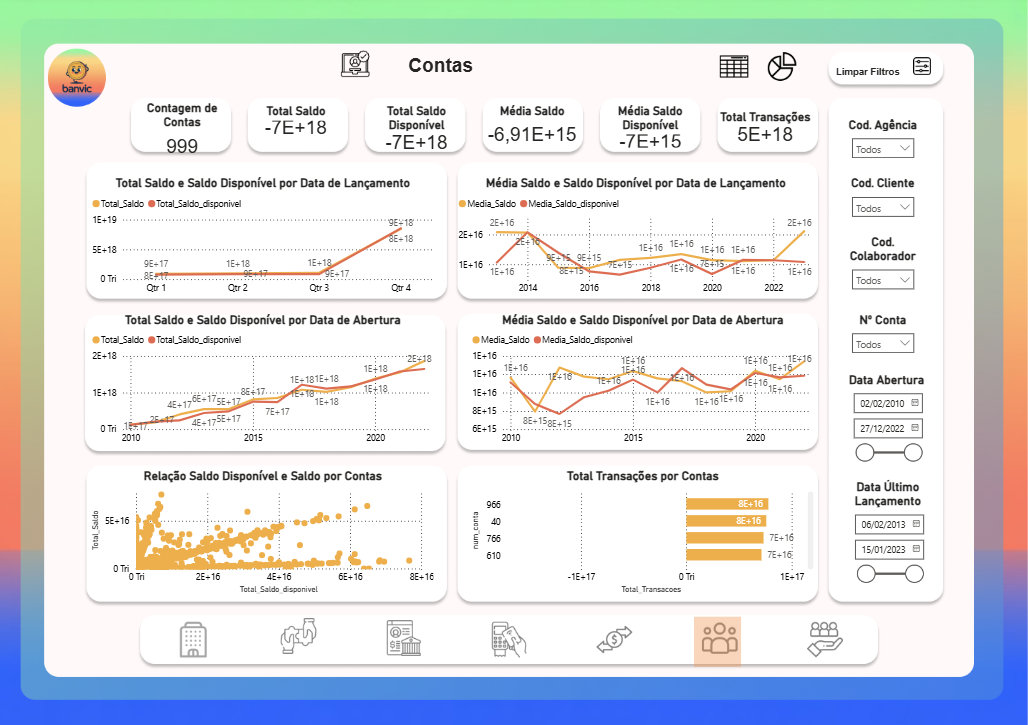 banvic
Contas
Limpar Filtros
Contagem de
Contas
999
Total Saldo
-7E+18
Total Saldo
Disponível
-7E+18
Média Saldo
-6,91E+15
Média Saldo
Disponível
-7E+15
Total Transações
5E+18
Total Saldo e Saldo Disponível por Data de Lançamento
Total_Saldo Total_Saldo_disponivel
1E+19
5E+18
0 Tri
9E+17
8E+17
1E+18
9E+17
1E+18
9E+17
9E+18
8E+18
Qtr 1 Qtr 2 Qtr 3 Qtr 4
Média Saldo e Saldo Disponível por Data de Lançamento
Media_Saldo Media_Saldo_disponivel
2E+16
1E+16
2E+16
1E+16
2E+16
9E+15
8E+15
9E+15
7E+15
1E+16
1E+16
1E+16
1E+16
7E+15
1E+16
1E+16
2E+16
1E+16
2014 2016 2018 2020 2022
Total Saldo e Saldo Disponível por Data de Abertura
Total_Saldo Total_Saldo_disponivel
2E+18
1E+18
0 Tri
1E+17
2E+17
4E+17
6E+17
4E+17
5E+17
5E+17
8E+17
7E+17
1E+18
1E+18
1E+18
1E+18
1E+18
2E+18
2010 2015 2020
Média Saldo e Saldo Disponível por Data de Abertura
Media_Saldo Media_Saldo_disponivel
1E+16
1E+16
1E+16
8E+15
6E+15
1E+16
8E+15
8E+15
1E+16
1E+16
1E+16
1E+16
1E+16
1E+16
1E+16
1E+16
1E+16
1E+16
1E+16
1E+16
1E+16
2010 2015 2020
Relação Saldo Disponível e Saldo por Contas
Total_Saldo
5E+16
0 Tri
0 Tri 2E+16 4E+16 6E+16 8E+16
Total_Saldo_disponivel
Total Transações por Contas
num_conta
966
8E+16
40
8E+16
766
7E+16
610
7E+16
-1E+17 0 Tri 1E+17
Total_Transacoes
Cod. Agência
Todos
Cod. Cliente
Todos
Cod.
Colaborador
Todos
Nº Conta
Todos
Data Abertura
02/02/2010
27/12/2022
Data Último
Lançamento
06/02/2013
15/01/2023